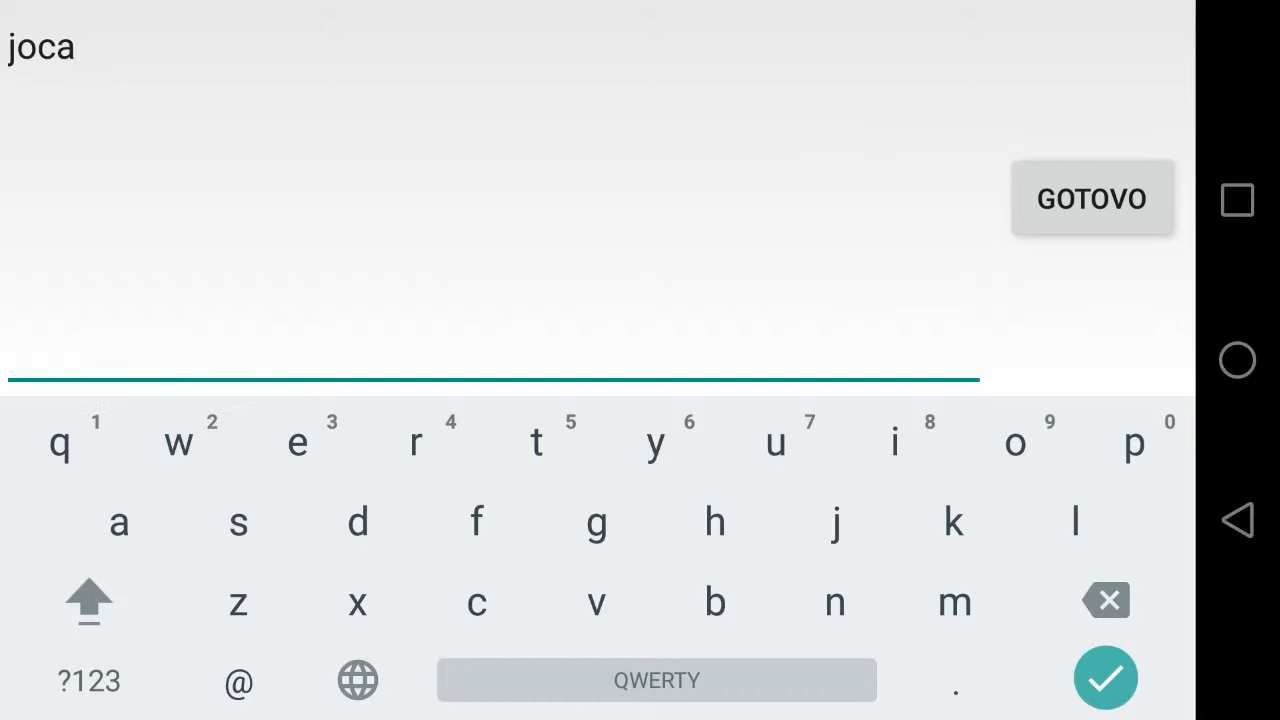 joca
GOTOVO
q 1 w 2 e 3 r 4 t 5 y 6 u 7 i 8 o 9 p 0
a s d f g h j k l
z x c v b n m
?123 @ QWERTY .